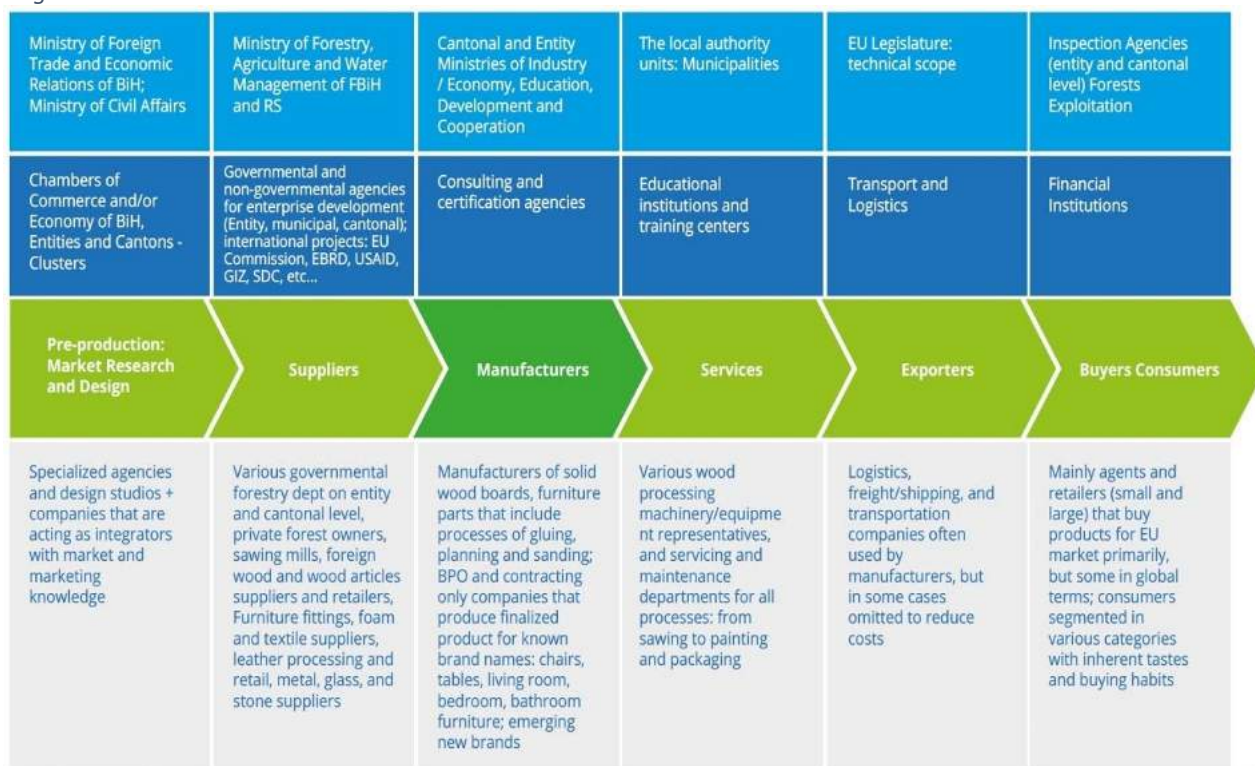 Ministry of Foreign
Trade and Economic
Relations of BiH;
Ministry of Civil Affairs
Ministry of Forestry,
Agriculture and Water
Management of FBiH
and RS
Cantonal and Entity
Ministries of Industry
/ Economy, Education,
Development and
Cooperation
The local authority
units: Municipalities
EU Legislature:
technical scope
Inspection Agencies
(entity and cantonal
level) Forests
Exploitation
Chambers of
Commerce and/or
Economy of BiH,
Entities and Cantons -
Clusters
Governmental and
non-governmental agencies
for enterprise development
(Entity, municipal, cantonal);
international projects: EU
Commission, EBRD, USAID,
GIZ, SDC, etc...
Consulting and
certification agencies
Educational
institutions and
training centers
Transport and
Logistics
Financial
Institutions
Pre-production:
Market Research
and Design
Suppliers
Manufacturers
Services
Exporters
Buyers Consumers
Specialized agencies
and design studios +
companies that are
acting as integrators
with market and
marketing
knowledge
Various governmental
forestry dept on entity
and cantonal level,
private forest owners,
sawing mills, foreign
wood and wood articles
suppliers and retailers,
Furniture fittings, foam
and textile suppliers,
leather processing and
retail, metal, glass, and
stone suppliers
Manufacturers of solid
wood boards, furniture
parts that include
processes of gluing,
planning and sanding;
BPO and contracting
only companies that
produce finalized
product for known
brand names: chairs,
tables, living room,
bedroom, bathroom
furniture; emerging
new brands
Various wood
processing
machinery/equipme
nt representatives,
and servicing and
maintenance
departments for all
processes: from
sawing to painting
and packaging
Logistics,
freight/shipping, and
transportation
companies often
used by
manufacturers, but
in some cases
omitted to reduce
costs
Mainly agents and
retailers (small and
large) that buy
products for EU
market primarily,
but some in global
terms; consumers
segmented in
various categories
with inherent tastes
and buying habits